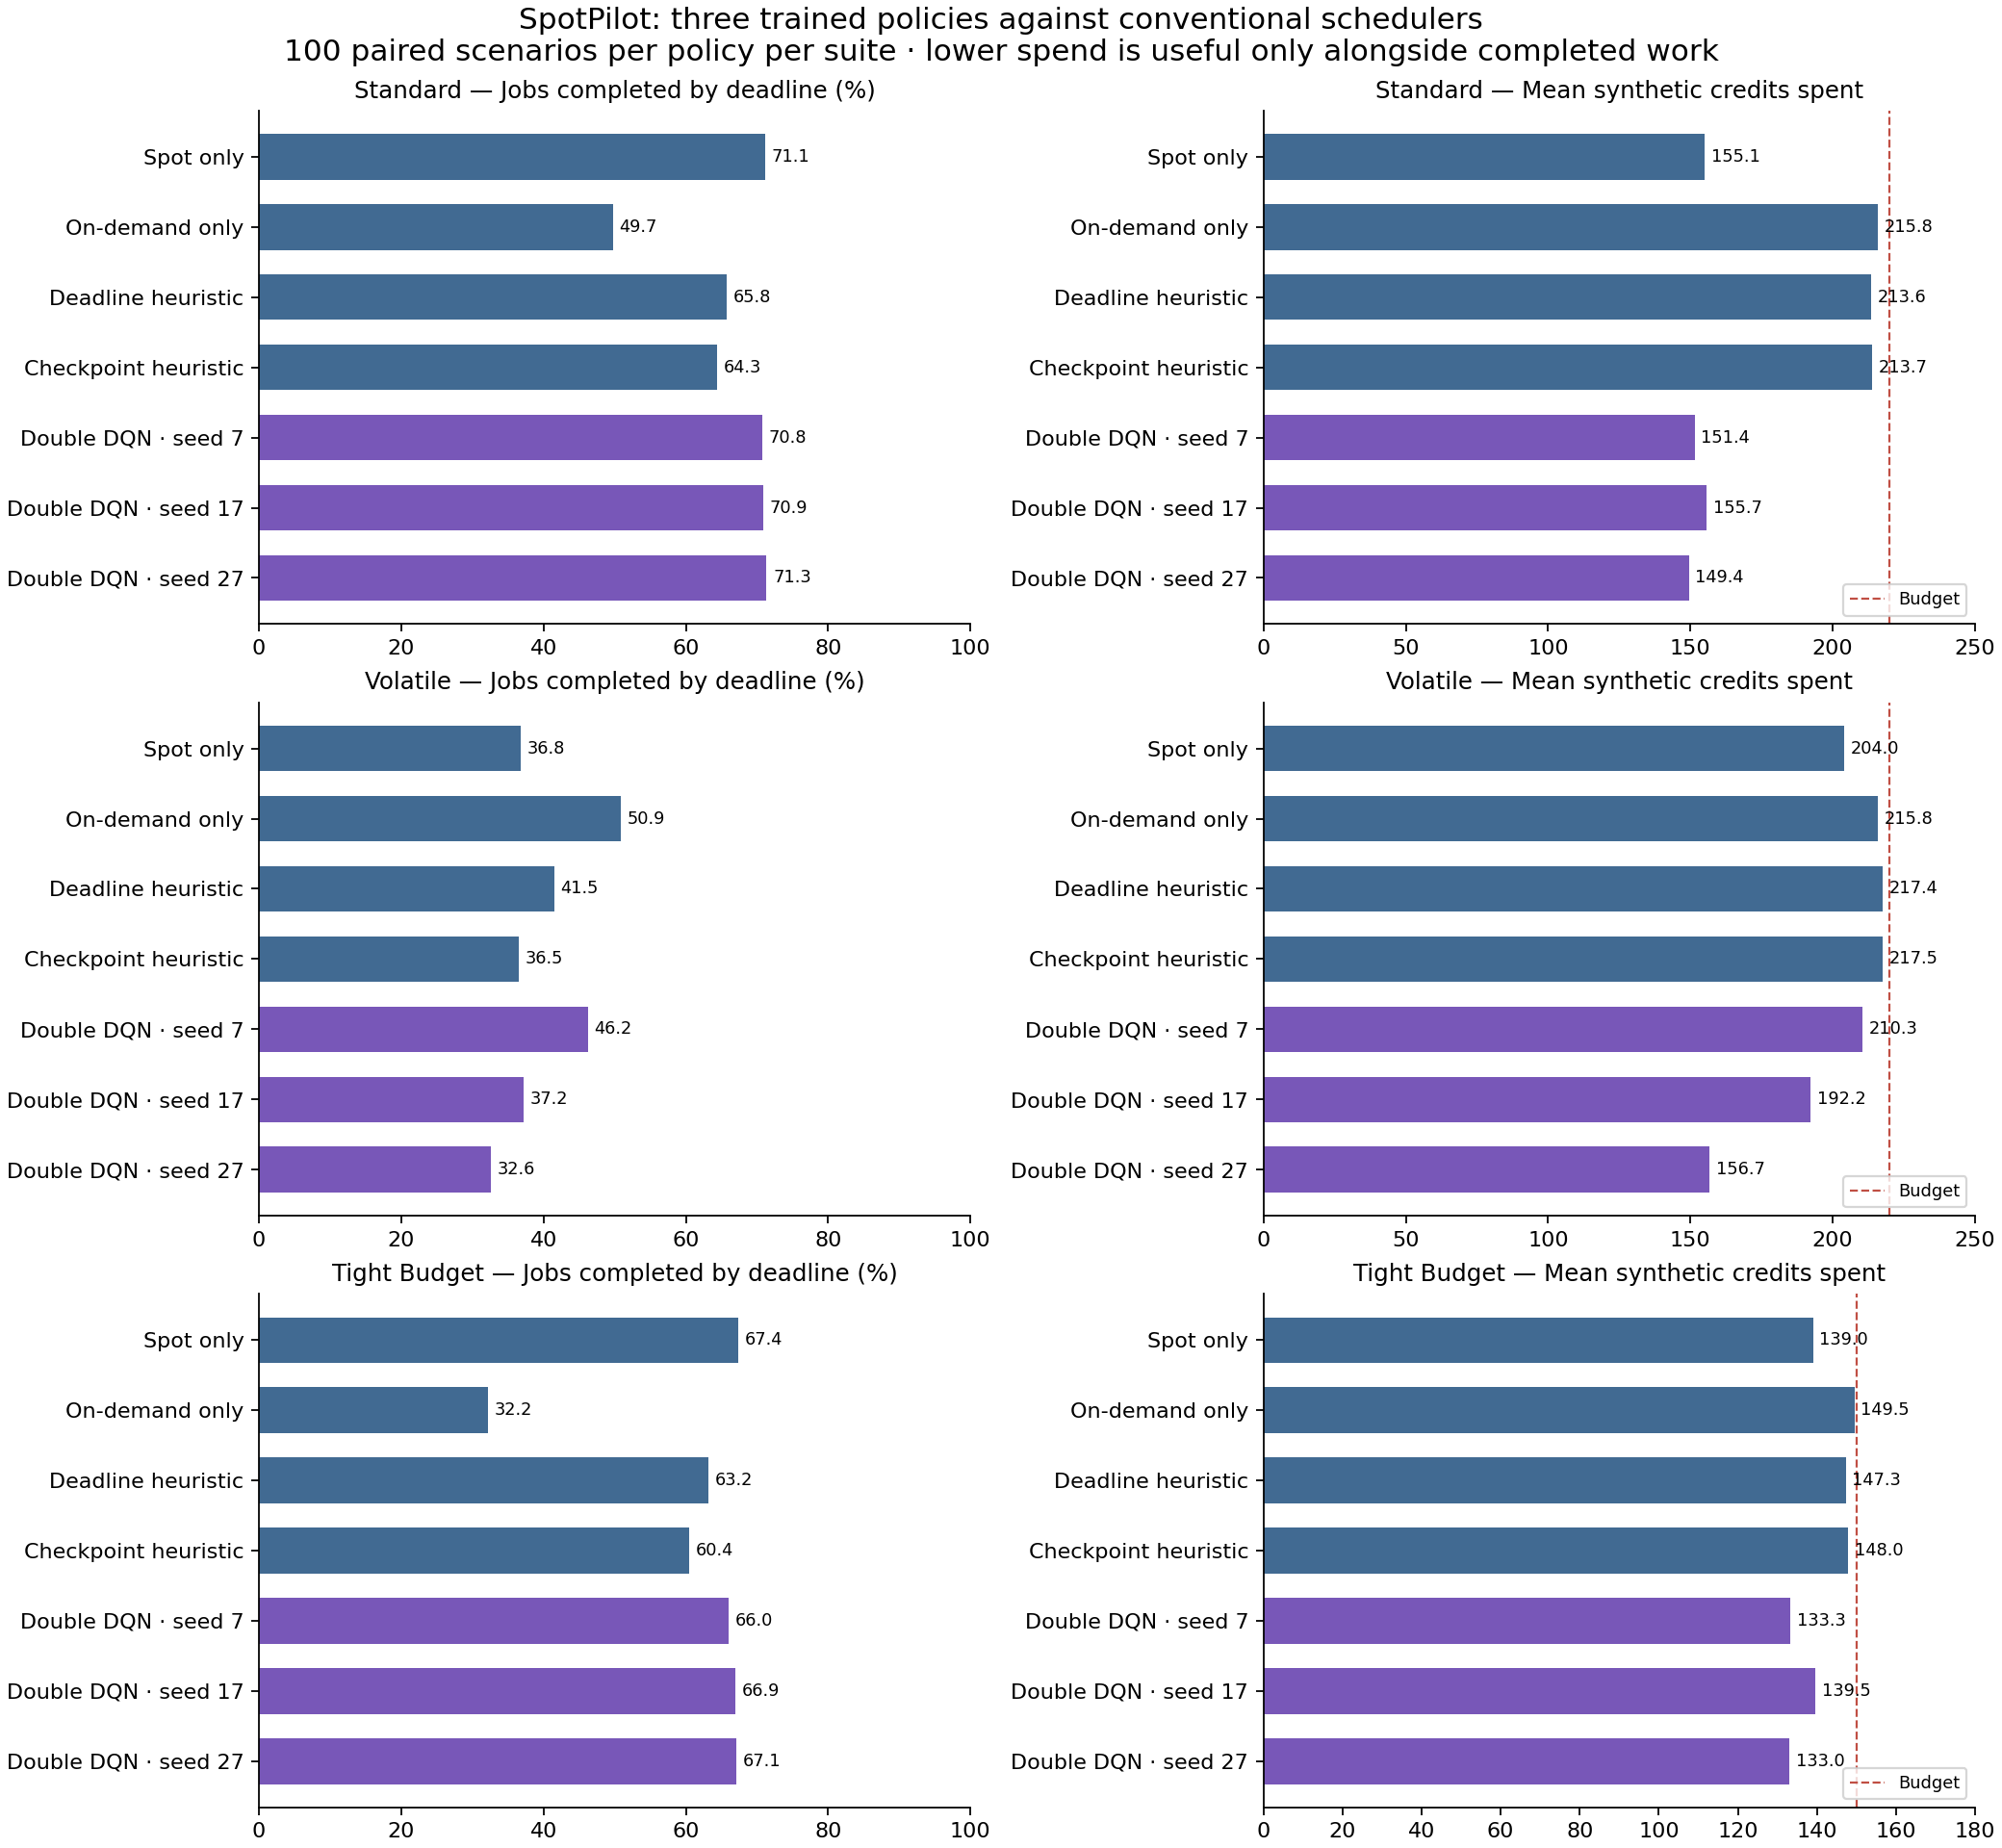 SpotPilot: three trained policies against conventional schedulers
100 paired scenarios per policy per suite · lower spend is useful only alongside completed work
Standard — Jobs completed by deadline (%)
Spot only
71.1
On-demand only
49.7
Deadline heuristic
65.8
Checkpoint heuristic
64.3
Double DQN · seed 7
70.8
Double DQN · seed 17
70.9
Double DQN · seed 27
71.3
0 20 40 60 80 100
Standard — Mean synthetic credits spent
Spot only
155.1
On-demand only
215.8
Deadline heuristic
213.6
Checkpoint heuristic
213.7
Double DQN · seed 7
151.4
Double DQN · seed 17
155.7
Double DQN · seed 27
149.4
Budget
0 50 100 150 200 250
Volatile — Jobs completed by deadline (%)
Spot only
36.8
On-demand only
50.9
Deadline heuristic
41.5
Checkpoint heuristic
36.5
Double DQN · seed 7
46.2
Double DQN · seed 17
37.2
Double DQN · seed 27
32.6
0 20 40 60 80 100
Volatile — Mean synthetic credits spent
Spot only
204.0
On-demand only
215.8
Deadline heuristic
217.4
Checkpoint heuristic
217.5
Double DQN · seed 7
210.3
Double DQN · seed 17
192.2
Double DQN · seed 27
156.7
Budget
0 50 100 150 200 250
Tight Budget — Jobs completed by deadline (%)
Spot only
67.4
On-demand only
32.2
Deadline heuristic
63.2
Checkpoint heuristic
60.4
Double DQN · seed 7
66.0
Double DQN · seed 17
66.9
Double DQN · seed 27
67.1
0 20 40 60 80 100
Tight Budget — Mean synthetic credits spent
Spot only
139.0
On-demand only
149.5
Deadline heuristic
147.3
Checkpoint heuristic
148.0
Double DQN · seed 7
133.3
Double DQN · seed 17
139.5
Double DQN · seed 27
133.0
Budget
0 20 40 60 80 100 120 140 160 180